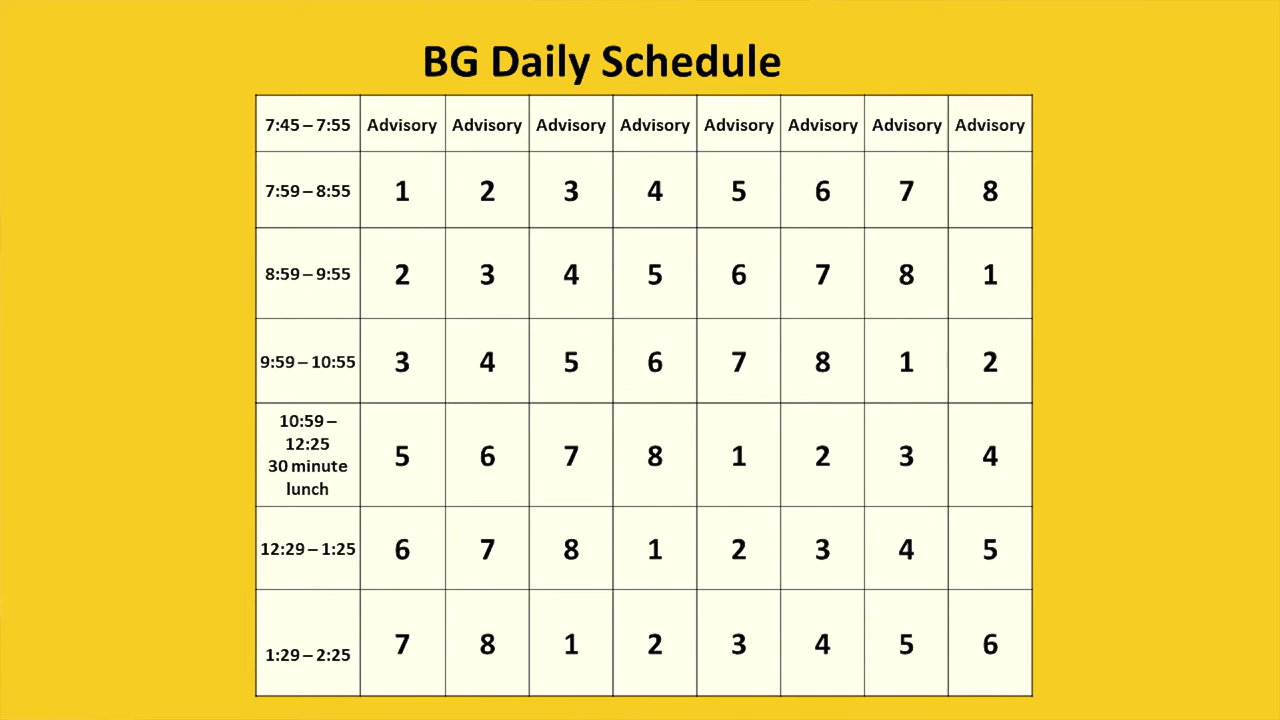 BG Daily Schedule
7:45 – 7:55 Advisory Advisory Advisory Advisory Advisory Advisory Advisory Advisory
7:59 – 8:55 1 2 3 4 5 6 7 8
8:59 – 9:55 2 3 4 5 6 7 8 1
9:59 – 10:55 3 4 5 6 7 8 1 2
10:59 –
12:25
30 minute
lunch
5 6 7 8 1 2 3 4
12:29 – 1:25 6 7 8 1 2 3 4 5
1:29 – 2:25 7 8 1 2 3 4 5 6